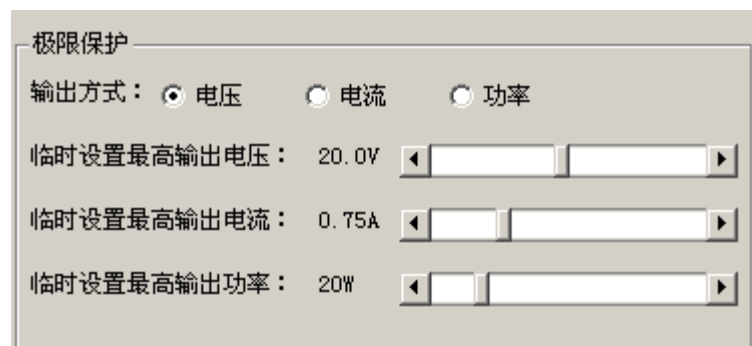 极限保护
输出方式： 电压 电流 功率
临时设置最高输出电压： 20.0V
临时设置最高输出电流： 0.75A
临时设置最高输出功率： 20W